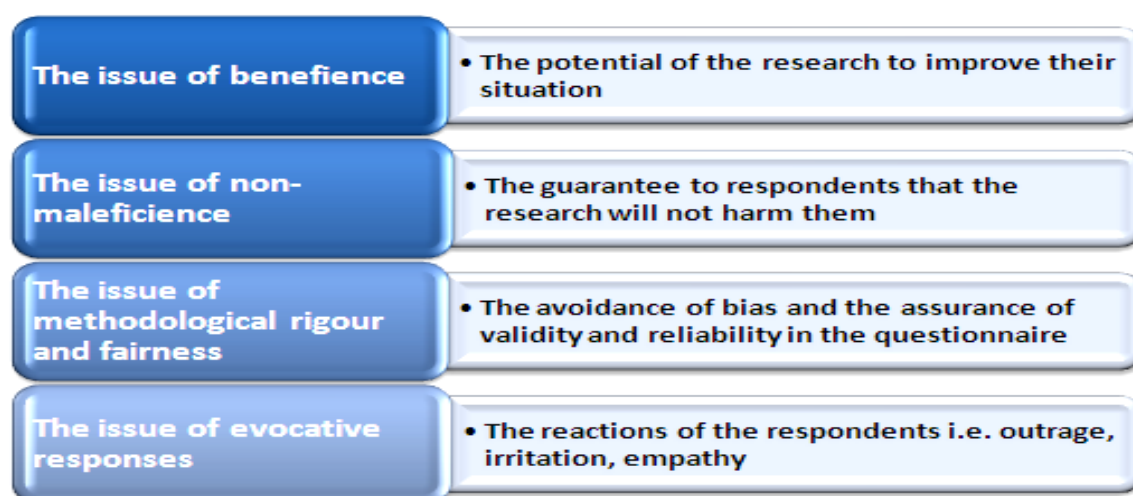 The issue of benefience
• The potential of the research to improve their
situation
The issue of non-
maleficience
• The guarantee to respondents that the
research will not harm them
The issue of
methodological rigour
and fairness
• The avoidance of bias and the assurance of
validity and reliability in the questionnaire
The issue of evocative
responses
• The reactions of the respondents i.e. outrage,
irritation, empathy